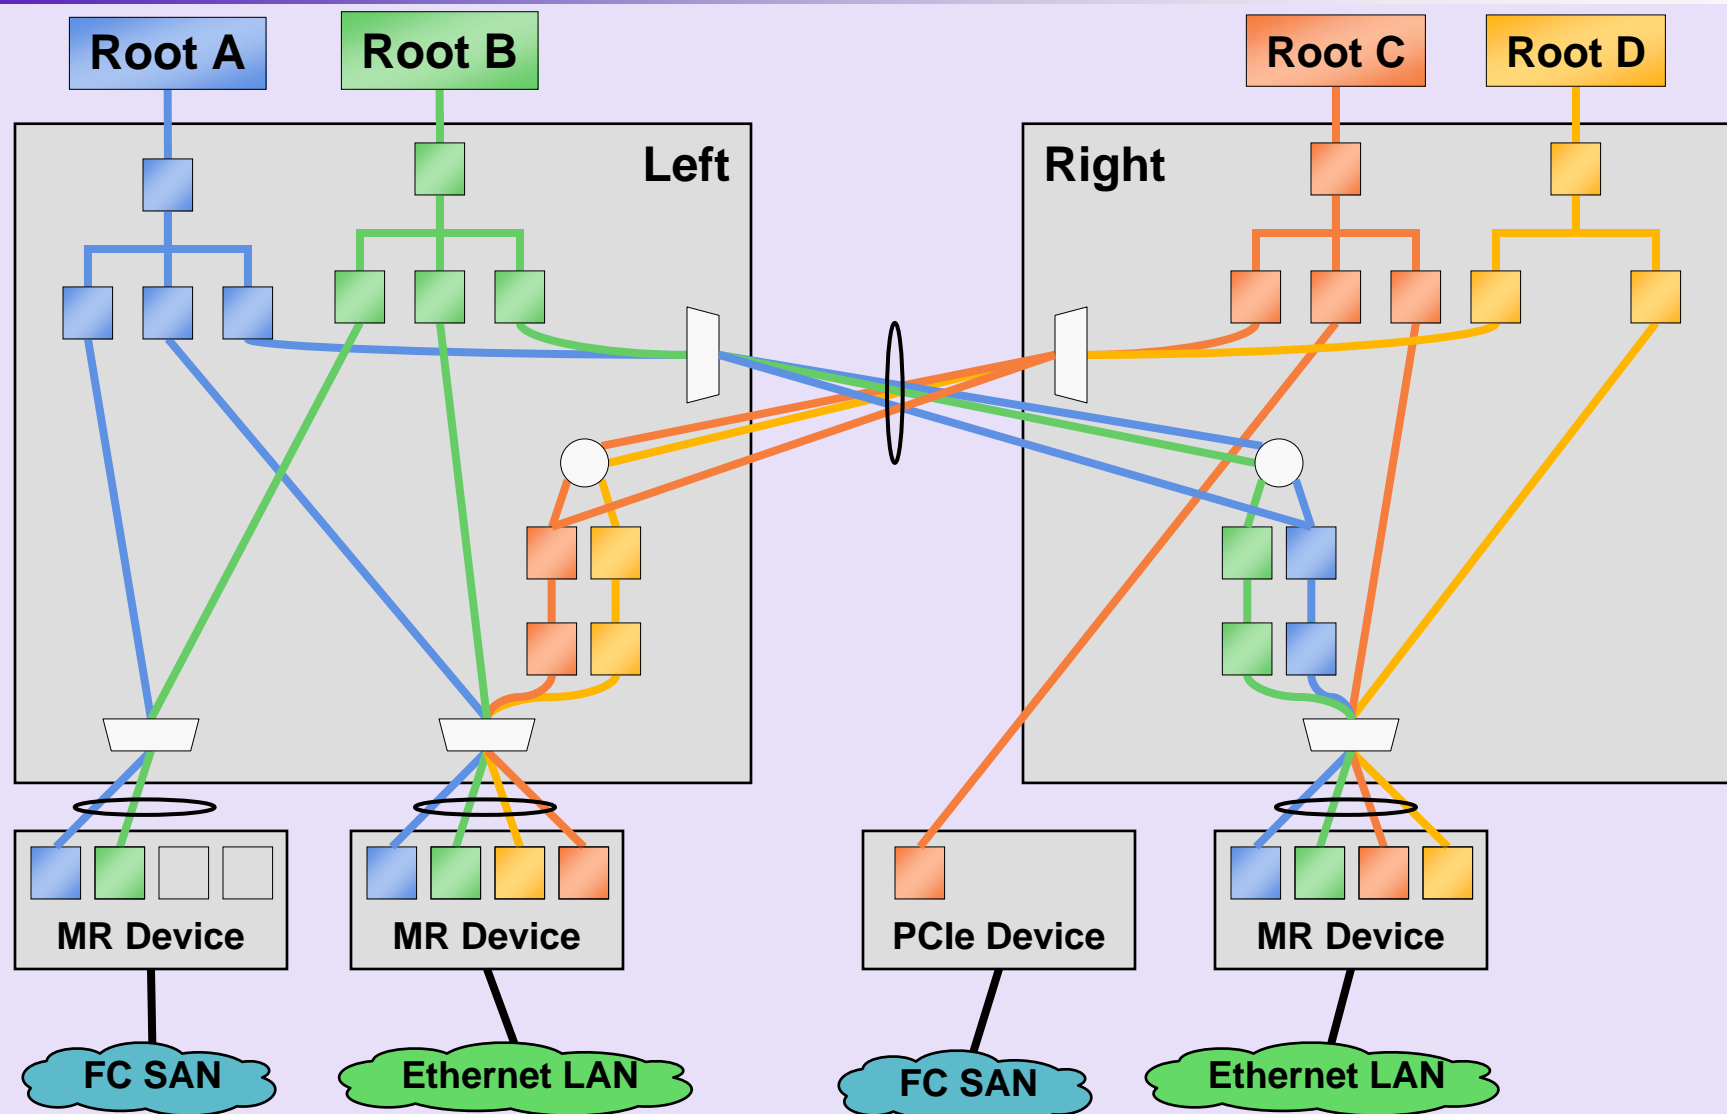 Root A
Root B
Root C
Root D
Left
Right
MR Device
MR Device
PCIe Device
MR Device
FC SAN
Ethernet LAN
FC SAN
Ethernet LAN